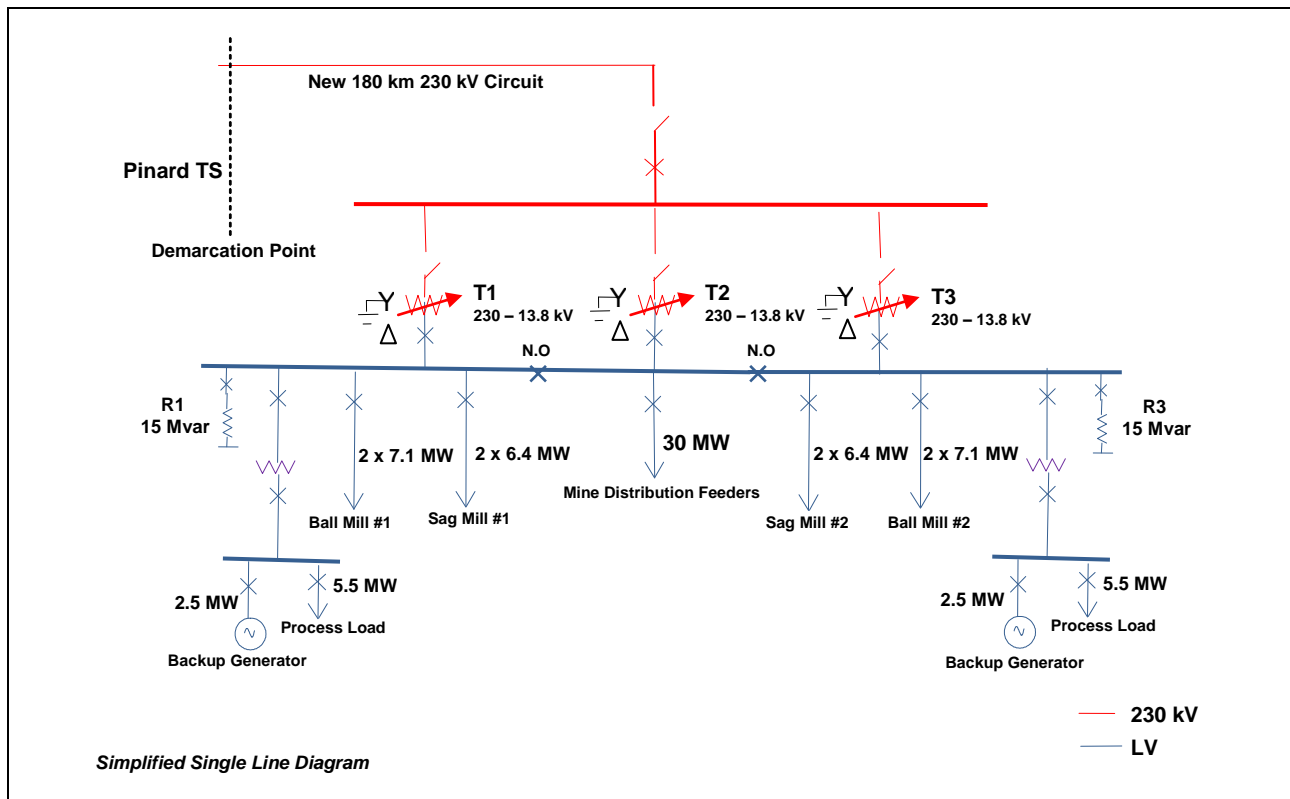 New 180 km 230 kV Circuit
Pinard TS
Demarcation Point
Y
Δ
T1
230 – 13.8 kV
Y
Δ
T2
230 – 13.8 kV
Y
Δ
T3
230 – 13.8 kV
N.O
N.O
R1
15 Mvar
2 x 7.1 MW
2 x 6.4 MW
30 MW
2 x 6.4 MW
2 x 7.1 MW
R3
15 Mvar
Ball Mill #1
Sag Mill #1
Mine Distribution Feeders
Sag Mill #2
Ball Mill #2
2.5 MW
5.5 MW
Process Load
Backup Generator
2.5 MW
5.5 MW
Process Load
Backup Generator
230 kV
LV
Simplified Single Line Diagram